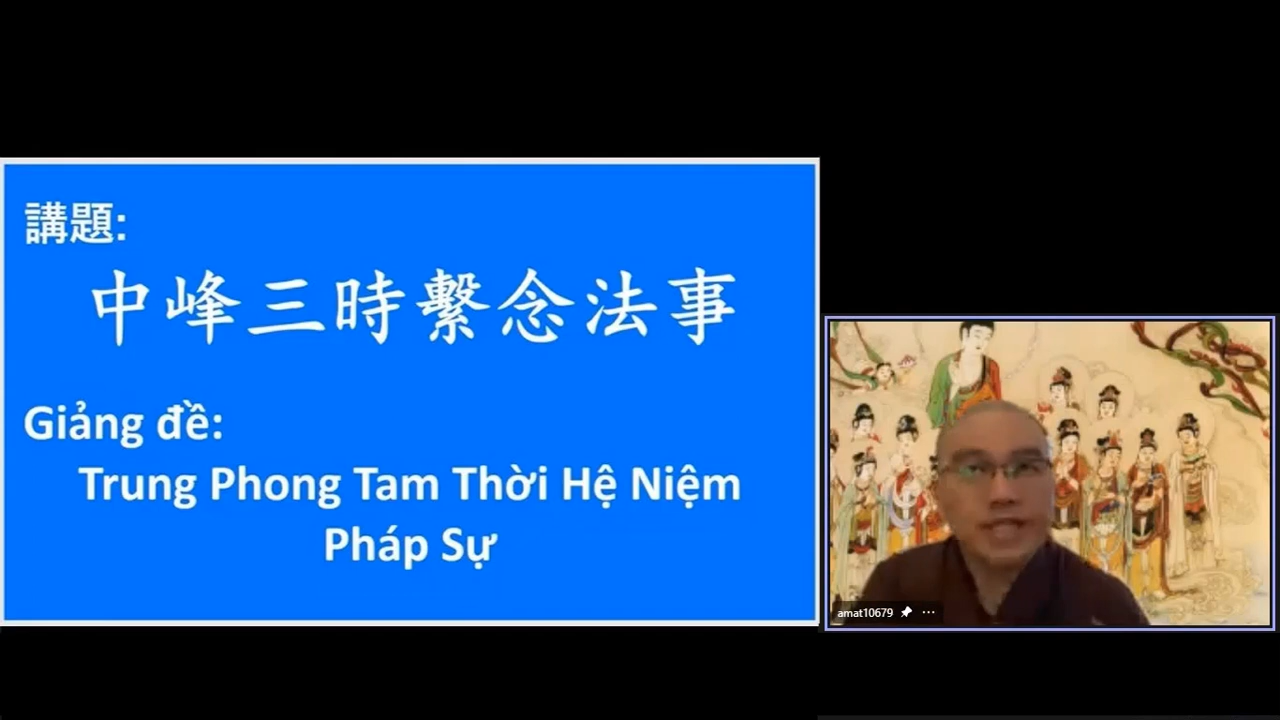 講題:
中峰三時繫念法事
Giảng đề:
Trung Phong Tam Thời Hệ Niệm
Pháp Sự
amat10679